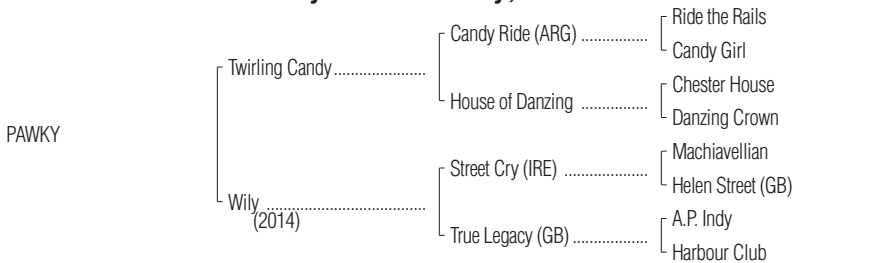 Ride the Rails
Candy Ride (ARG) ................
Candy Girl
Twirling Candy......................
Chester House
House of Danzing ................
Danzing Crown
PAWKY
Machiavellian
Street Cry (IRE) ....................
Helen Street (GB)
Wily ......................................
(2014)
A.P. Indy
True Legacy (GB) ..................
Harbour Club